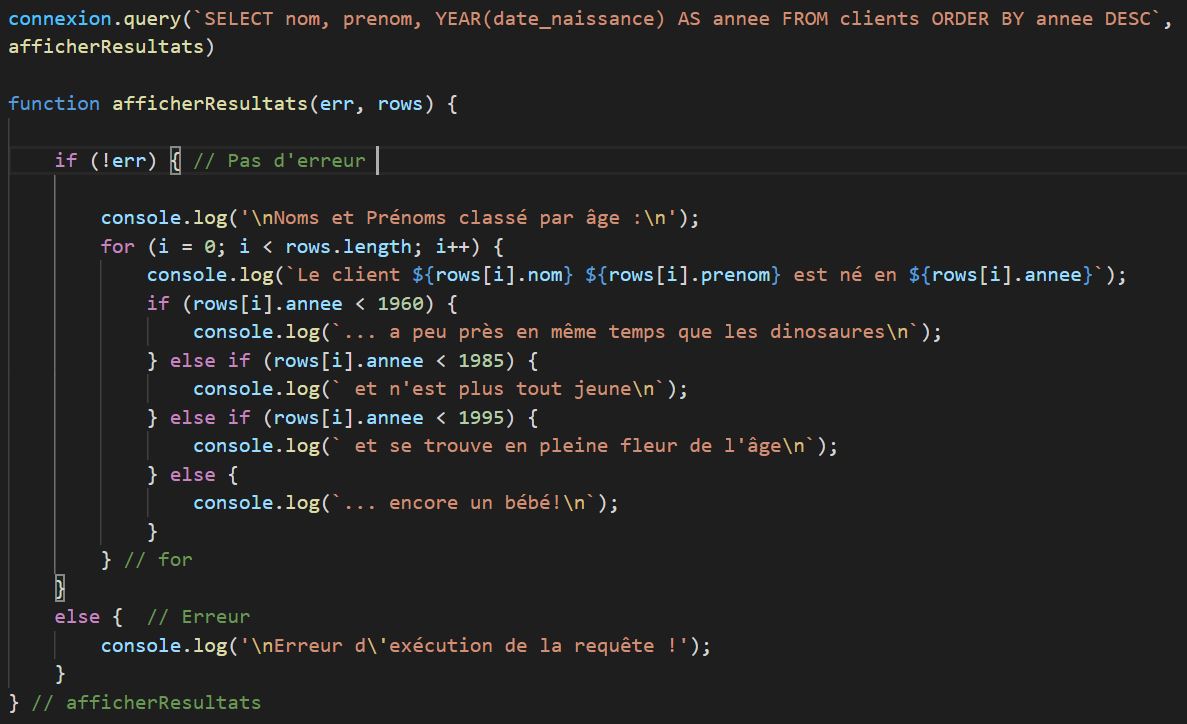 connexion.query(`SELECT nom, prenom, YEAR(date_naissance) AS annee FROM clients ORDER BY annee DESC`,
afficherResultats)

function afficherResultats(err, rows) {

    if (!err) { // Pas d'erreur

        console.log('\nNoms et Prénoms classé par âge :\n');
        for (i = 0; i < rows.length; i++) {
            console.log(`Le client ${rows[i].nom} ${rows[i].prenom} est né en ${rows[i].annee}`);
            if (rows[i].annee < 1960) {
                console.log(`... a peu près en même temps que les dinosaures\n`);
            } else if (rows[i].annee < 1985) {
                console.log(` et n'est plus tout jeune\n`);
            } else if (rows[i].annee < 1995) {
                console.log(` et se trouve en pleine fleur de l'âge\n`);
            } else {
                console.log(`... encore un bébé!\n`);
            }
        } // for
    }
    else {  // Erreur
        console.log('\nErreur d\'exécution de la requête !');
    }
} // afficherResultats